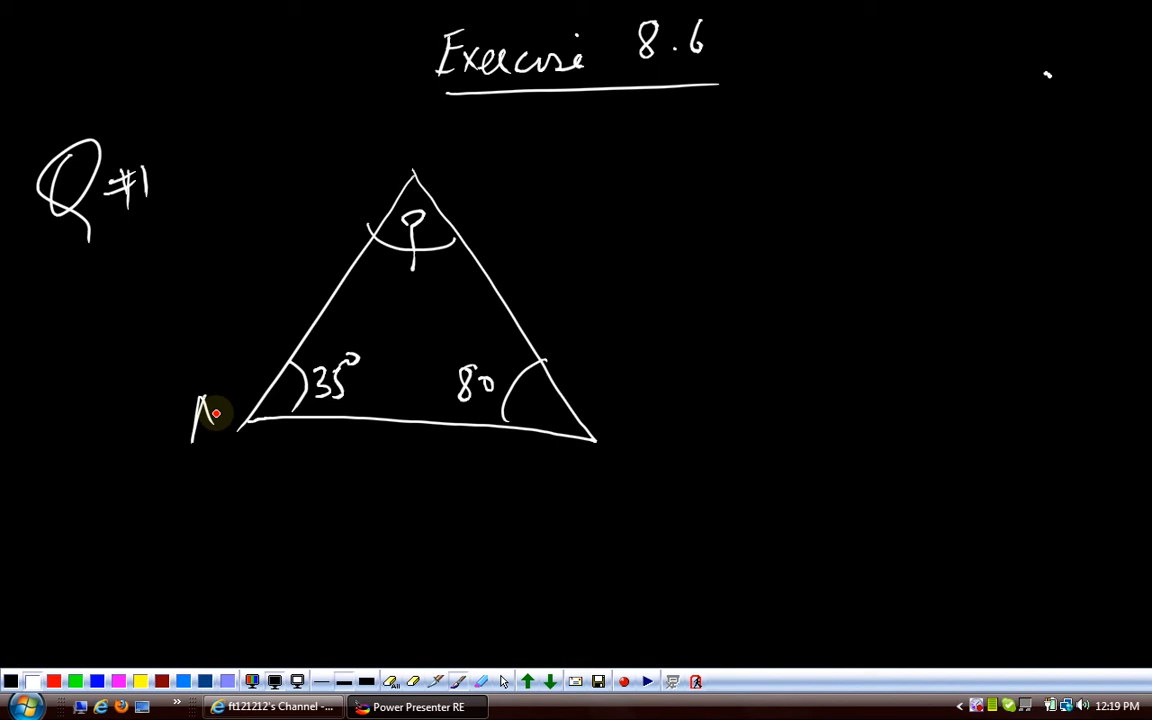 Exercise 8.6
Q #1
P
35° 80
ft121212's Channel -...
Power Presenter RE
12:19 PM